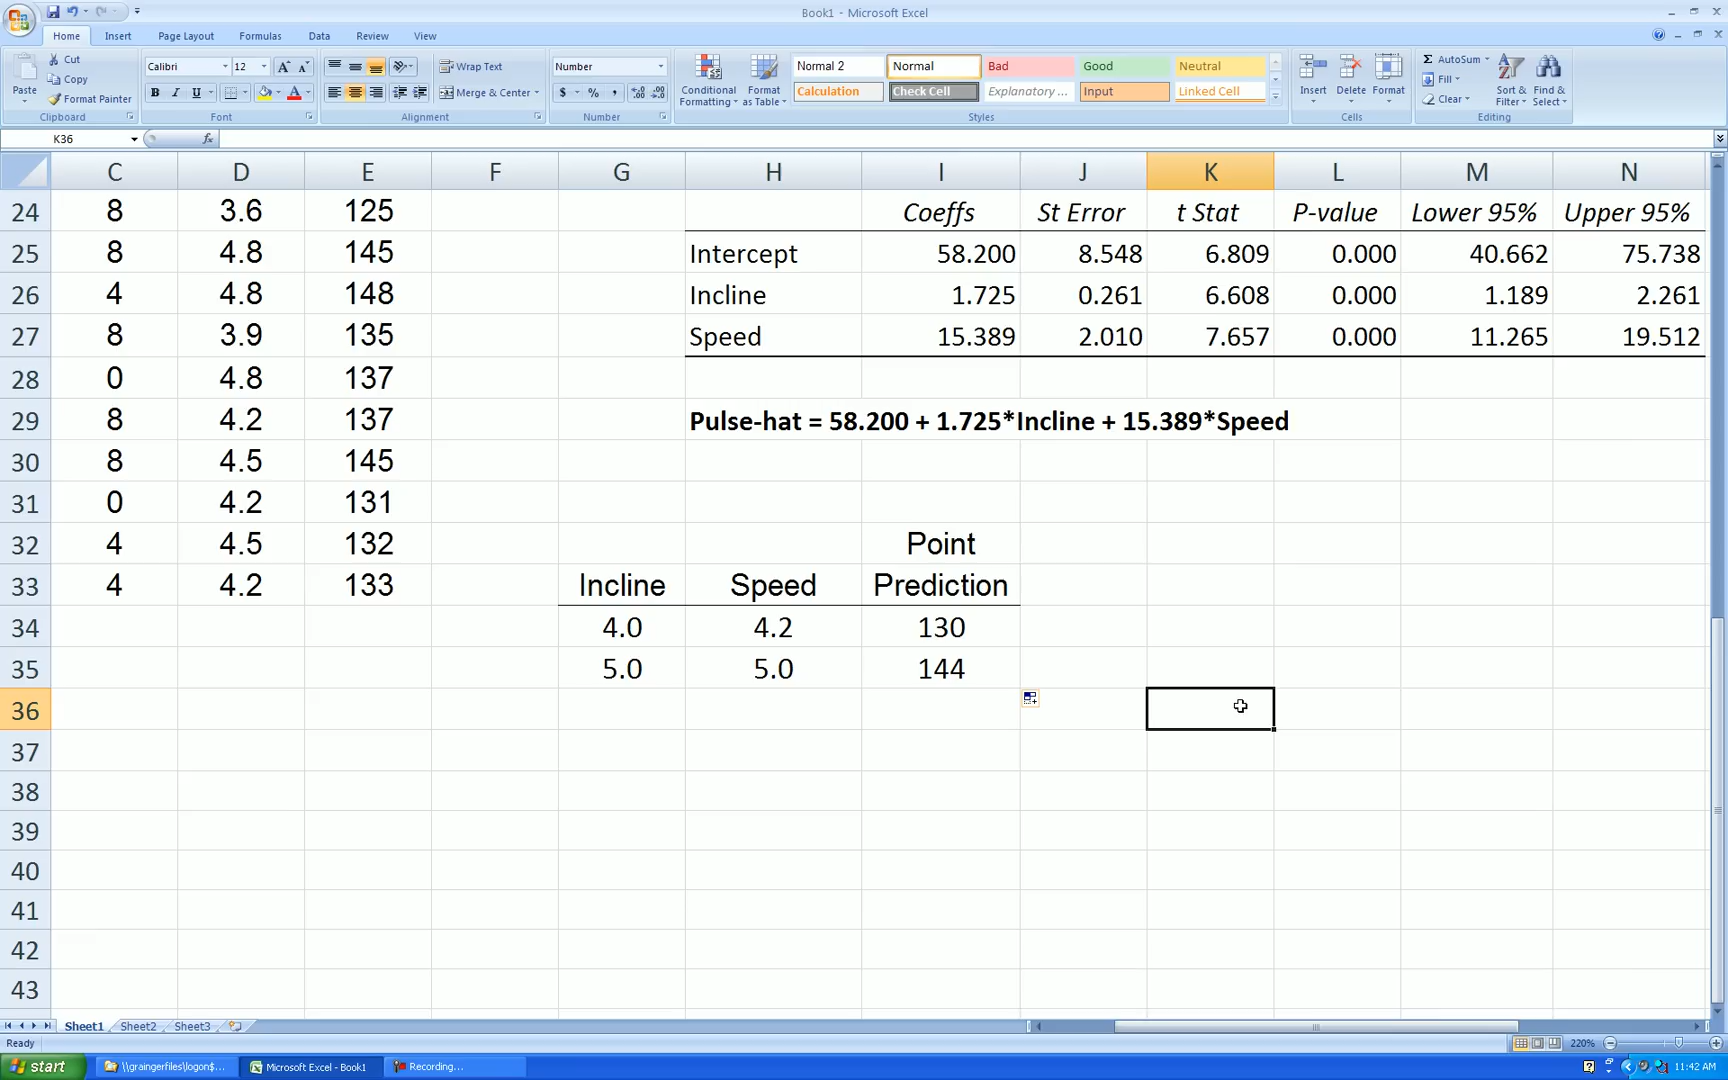 Book1 - Microsoft Excel
Home Insert Page Layout Formulas Data Review View
Cut
Copy
Format Painter
Paste
Clipboard
Calibri 12
Font
Wrap Text
Merge & Center
Alignment
Number
Number
Conditional Formatting
Format as Table
Normal 2 Normal Bad Good Neutral
Calculation Check Cell Explanatory ... Input Linked Cell
Styles
Insert Delete Format
Cells
AutoSum
Fill
Clear
Sort & Filter
Find & Select
Editing
K36 fx
C D E F G H I J K L M N
24 8 3.6 125 Coeffs St Error t Stat P-value Lower 95% Upper 95%
25 8 4.8 145 Intercept 58.200 8.548 6.809 0.000 40.662 75.738
26 4 4.8 148 Incline 1.725 0.261 6.608 0.000 1.189 2.261
27 8 3.9 135 Speed 15.389 2.010 7.657 0.000 11.265 19.512
28 0 4.8 137
29 8 4.2 137 Pulse-hat = 58.200 + 1.725*Incline + 15.389*Speed
30 8 4.5 145
31 0 4.2 131
32 4 4.5 132 Point
33 4 4.2 133 Incline Speed Prediction
34 4.0 4.2 130
35 5.0 5.0 144
36
37
38
39
40
41
42
43
Sheet1 Sheet2 Sheet3
Ready 220%
start \\graingerfiles\logon$... Microsoft Excel - Book1 Recording... 11:42 AM